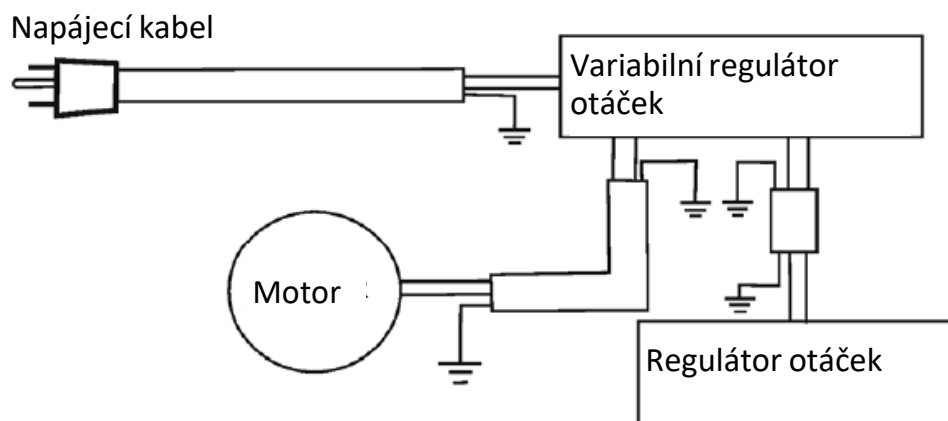 Napájecí kabel
Variabilní regulátor
otáček
Motor
Regulátor otáček